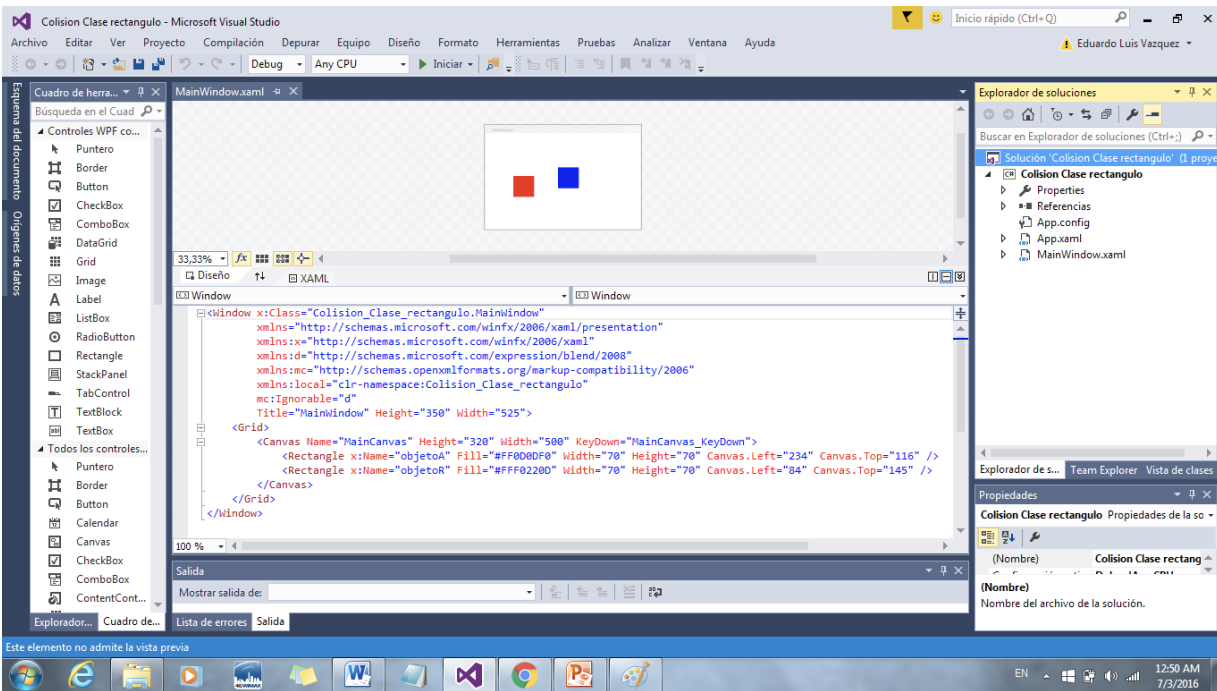 Colision Clase rectangulo - Microsoft Visual Studio
Inicio rápido (Ctrl+Q)
Archivo Editar Ver Proyecto Compilación Depurar Equipo Diseño Formato Herramientas Pruebas Analizar Ventana Ayuda
Eduardo Luis Vazquez
Debug Any CPU Iniciar
Esquema del documento
Orígenes de datos
Cuadro de herra...
Búsqueda en el Cuad
Controles WPF co...
Puntero
Border
Button
CheckBox
ComboBox
DataGrid
Grid
Image
Label
ListBox
RadioButton
Rectangle
StackPanel
TabControl
TextBlock
TextBox
Todos los controles...
Puntero
Border
Button
Calendar
Canvas
CheckBox
ComboBox
ContentCont...
Explorador... Cuadro de...
MainWindow.xaml
33,33%
Diseño XAML
Window Window
<Window x:Class="Colision_Clase_rectangulo.MainWindow"
xmlns="http://schemas.microsoft.com/winfx/2006/xaml/presentation"
xmlns:x="http://schemas.microsoft.com/winfx/2006/xaml"
xmlns:d="http://schemas.microsoft.com/expression/blend/2008"
xmlns:mc="http://schemas.openxmlformats.org/markup-compatibility/2006"
xmlns:local="clr-namespace:Colision_Clase_rectangulo"
mc:Ignorable="d"
Title="MainWindow" Height="350" Width="525">
<Grid>
<Canvas Name="MainCanvas" Height="320" Width="500" KeyDown="MainCanvas_KeyDown">
<Rectangle x:Name="objetoA" Fill="#FF0D0DF0" Width="70" Height="70" Canvas.Left="234" Canvas.Top="116" />
<Rectangle x:Name="objetoR" Fill="#FFF0220D" Width="70" Height="70" Canvas.Left="84" Canvas.Top="145" />
</Canvas>
</Grid>
</Window>
100 %
Salida
Mostrar salida de:
Lista de errores Salida
Explorador de soluciones
Buscar en Explorador de soluciones (Ctrl+;)
Solución 'Colision Clase rectangulo' (1 proye
C# Colision Clase rectangulo
Properties
Referencias
App.config
App.xaml
MainWindow.xaml
Explorador de s... Team Explorer Vista de clases
Propiedades
Colision Clase rectangulo Propiedades de la so
(Nombre) Colision Clase rectang
(Nombre)
Nombre del archivo de la solución.
Este elemento no admite la vista previa
EN
12:50 AM
7/3/2016